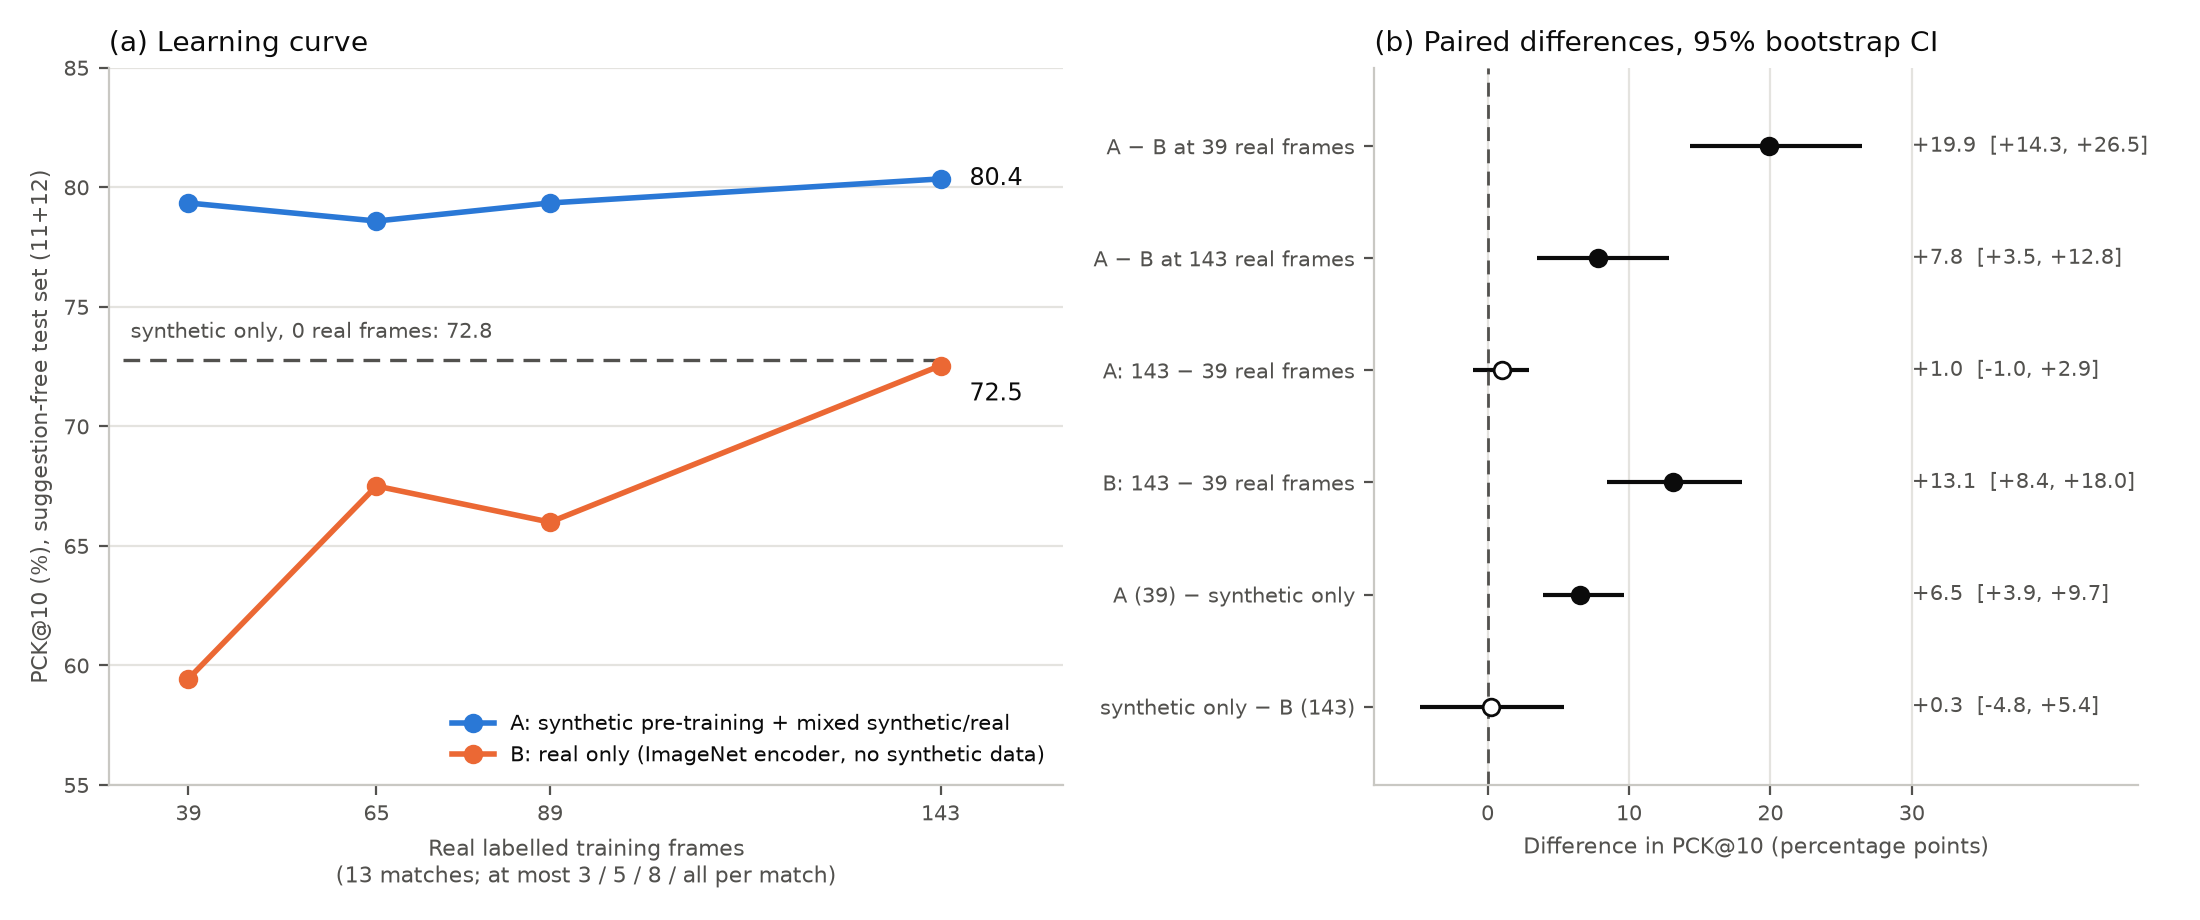 (a) Learning curve
PCK@10 (%), suggestion-free test set (11+12)
85
80
75
70
65
60
55
80.4
synthetic only, 0 real frames: 72.8
72.5
A: synthetic pre-training + mixed synthetic/real
B: real only (ImageNet encoder, no synthetic data)
39 65 89 143
Real labelled training frames
(13 matches; at most 3 / 5 / 8 / all per match)
(b) Paired differences, 95% bootstrap CI
A − B at 39 real frames +19.9 [+14.3, +26.5]
A − B at 143 real frames +7.8 [+3.5, +12.8]
A: 143 − 39 real frames +1.0 [-1.0, +2.9]
B: 143 − 39 real frames +13.1 [+8.4, +18.0]
A (39) − synthetic only +6.5 [+3.9, +9.7]
synthetic only − B (143) +0.3 [-4.8, +5.4]
0 10 20 30
Difference in PCK@10 (percentage points)